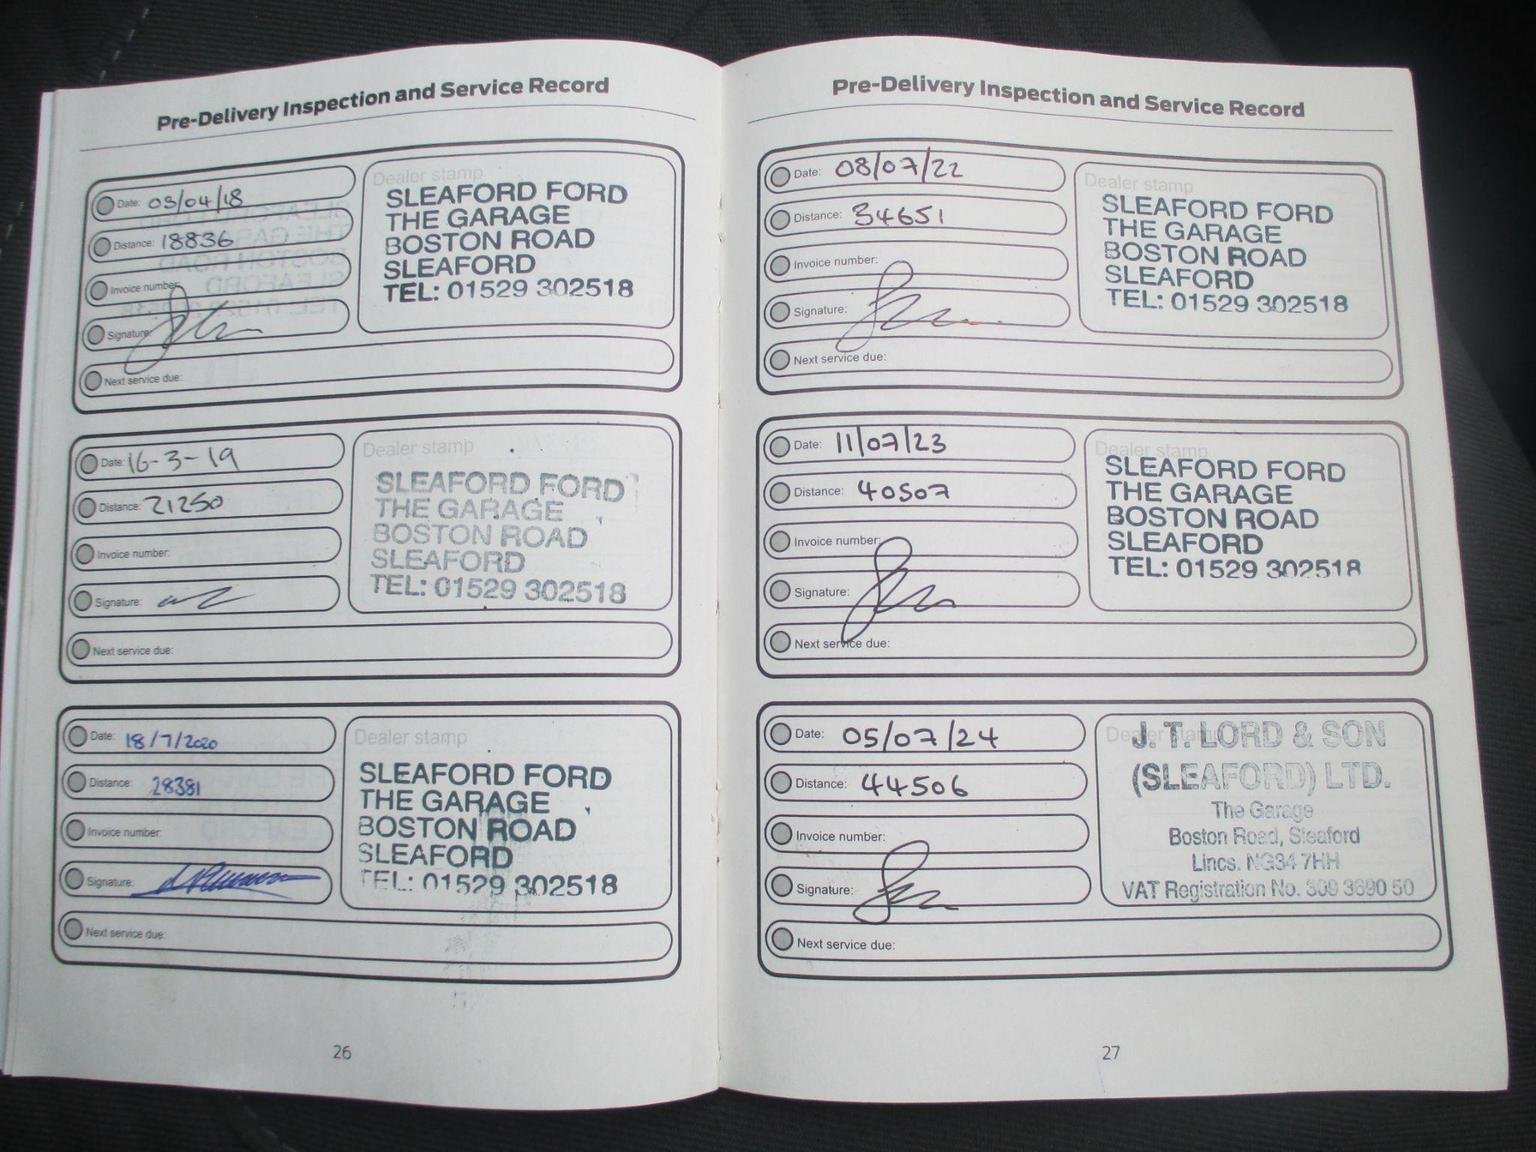 Pre-Delivery Inspection and Service Record
Date: 03/04/18
Distance: 18836
Invoice number:
Signature:
Next service due:
Dealer stamp
SLEAFORD FORD
THE GARAGE
BOSTON ROAD
SLEAFORD
TEL: 01529 302518
Date: 16-3-19
Distance: 21250
Invoice number:
Signature:
Next service due:
Dealer stamp
SLEAFORD FORD
THE GARAGE
BOSTON ROAD
SLEAFORD
TEL: 01529 302518
Date: 18/7/2020
Distance: 28381
Invoice number:
Signature:
Next service due:
Dealer stamp
SLEAFORD FORD
THE GARAGE
BOSTON ROAD
SLEAFORD
TEL: 01529 302518
26
Pre-Delivery Inspection and Service Record
Date: 08/07/22
Distance: 34651
Invoice number:
Signature:
Next service due:
Dealer stamp
SLEAFORD FORD
THE GARAGE
BOSTON ROAD
SLEAFORD
TEL: 01529 302518
Date: 11/07/23
Distance: 40507
Invoice number:
Signature:
Next service due:
Dealer stamp
SLEAFORD FORD
THE GARAGE
BOSTON ROAD
SLEAFORD
TEL: 01529 302518
Date: 05/07/24
Distance: 44506
Invoice number:
Signature:
Next service due:
J. T. LORD & SON
(SLEAFORD) LTD.
The Garage
Boston Road, Sleaford
Lincs. NG34 7HH
VAT Registration No. 309 3690 50
27